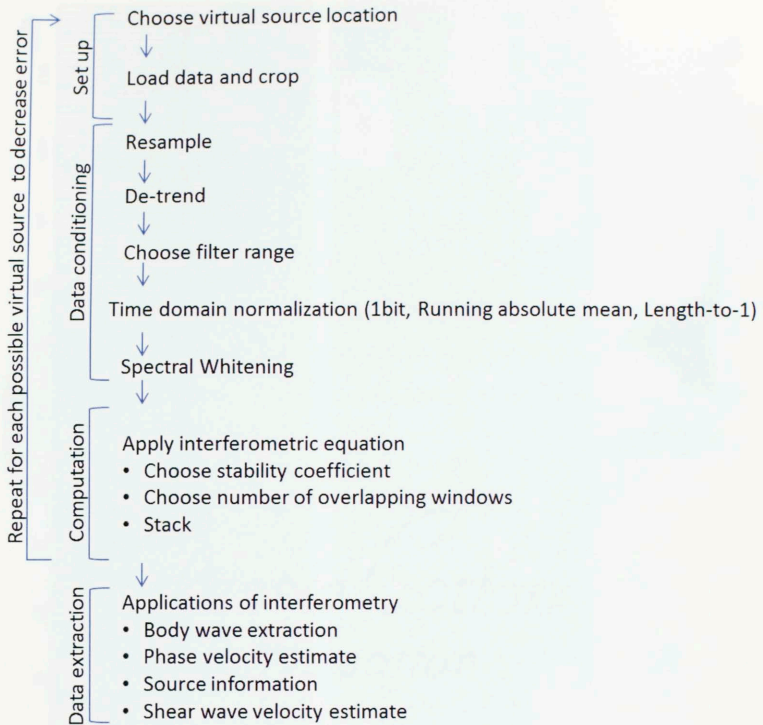 Repeat for each possible virtual source to decrease error
Set up
Choose virtual source location
Load data and crop
Data conditioning
Resample
De-trend
Choose filter range
Time domain normalization (1bit, Running absolute mean, Length-to-1)
Spectral Whitening
Computation
Apply interferometric equation
• Choose stability coefficient
• Choose number of overlapping windows
• Stack
Data extraction
Applications of interferometry
• Body wave extraction
• Phase velocity estimate
• Source information
• Shear wave velocity estimate